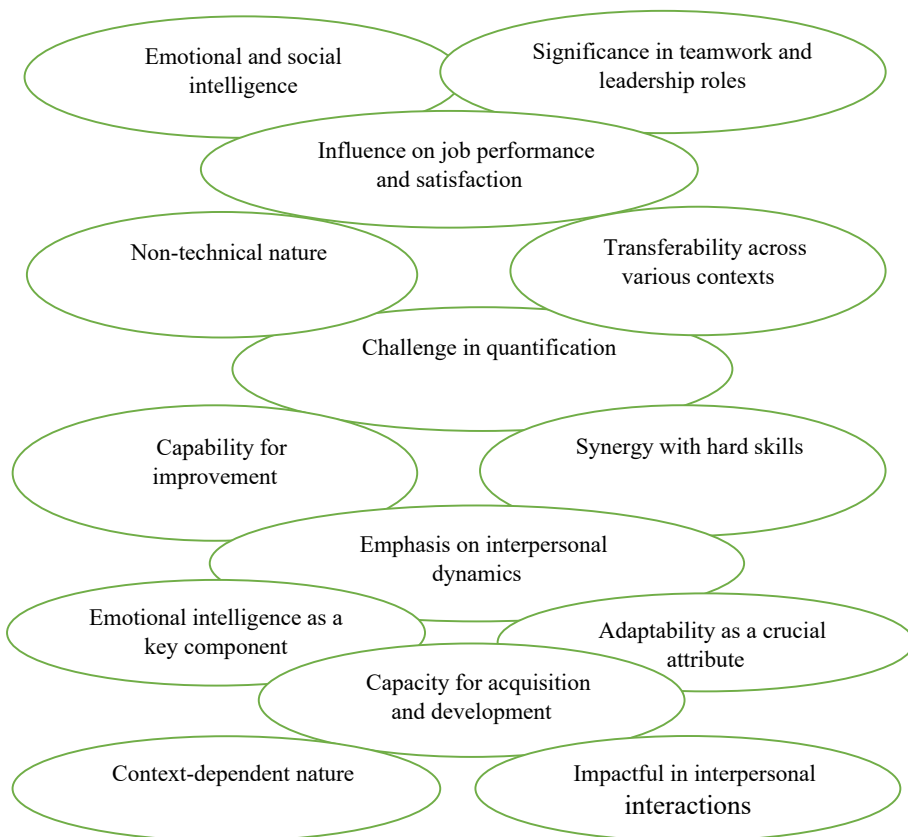 Emotional and social
intelligence
Significance in teamwork and
leadership roles
Influence on job performance
and satisfaction
Non-technical nature
Transferability across
various contexts
Challenge in quantification
Capability for
improvement
Synergy with hard skills
Emphasis on interpersonal
dynamics
Emotional intelligence as a
key component
Adaptability as a crucial
attribute
Capacity for acquisition
and development
Context-dependent nature
Impactful in interpersonal
interactions